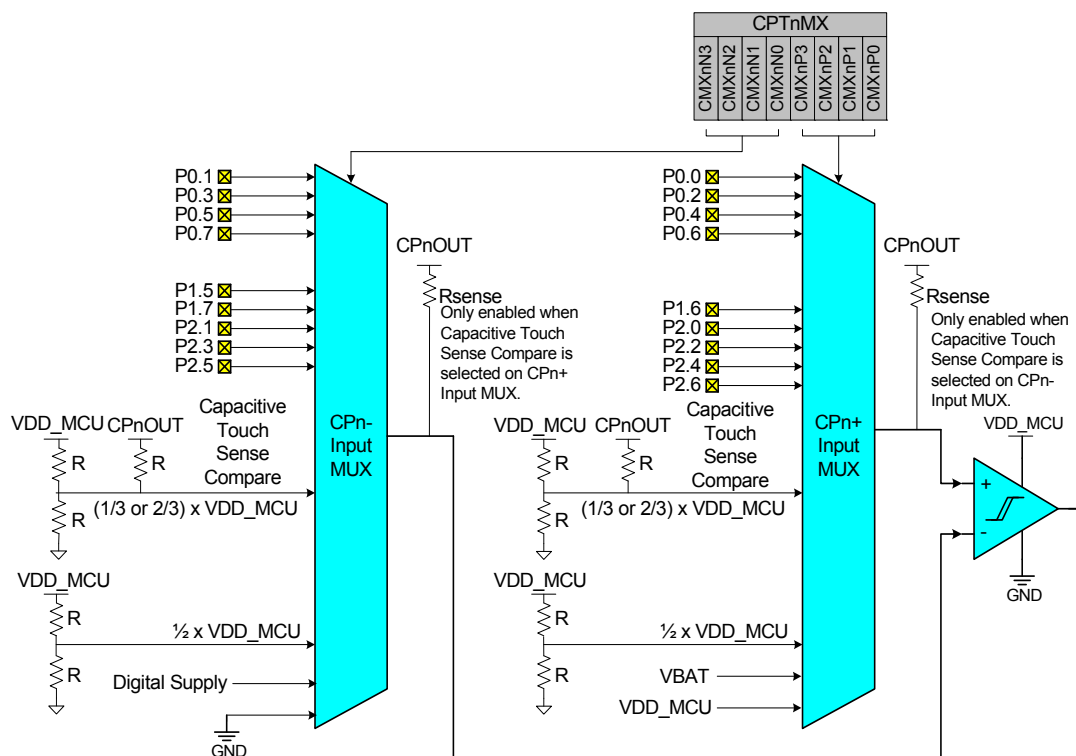 CPTnMX
CMXnN3
CMXnN2
CMXnN1
CMXnN0
CMXnP3
CMXnP2
CMXnP1
CMXnP0
P0.1
P0.3
P0.5
P0.7
P1.5
P1.7
P2.1
P2.3
P2.5
Capacitive
Touch
Sense
Compare
VDD_MCU
CPnOUT
R
R
R
(1/3 or 2/3) x VDD_MCU
VDD_MCU
R
R
½ x VDD_MCU
Digital Supply
GND
CPn-
Input
MUX
CPnOUT
Rsense
Only enabled when
Capacitive Touch
Sense Compare is
selected on CPn+
Input MUX.
P0.0
P0.2
P0.4
P0.6
P1.6
P2.0
P2.2
P2.4
P2.6
Capacitive
Touch
Sense
Compare
VDD_MCU
CPnOUT
R
R
R
(1/3 or 2/3) x VDD_MCU
VDD_MCU
R
R
½ x VDD_MCU
VBAT
VDD_MCU
CPn+
Input
MUX
CPnOUT
Rsense
Only enabled when
Capacitive Touch
Sense Compare is
selected on CPn-
Input MUX.
VDD_MCU
+
-
GND